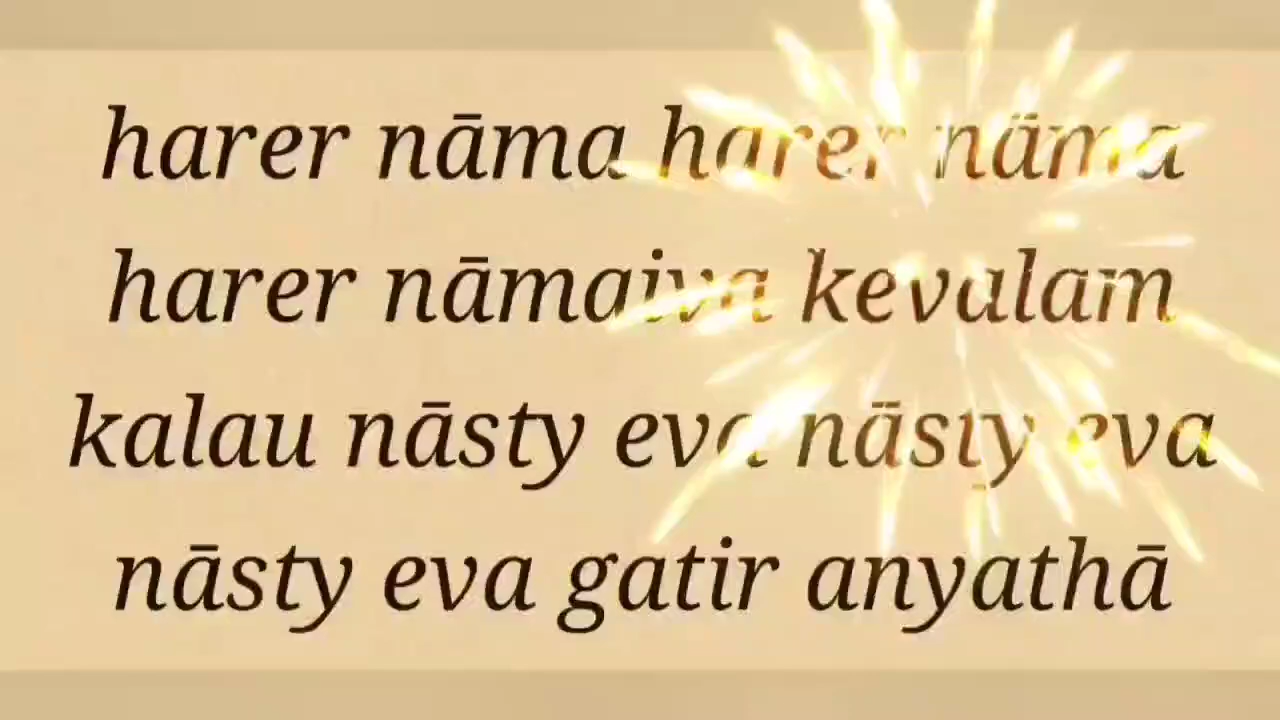 harer nāma harer nāma
harer nāmaiva kevalam
kalau nāsty eva nāsty eva
nāsty eva gatir anyathā